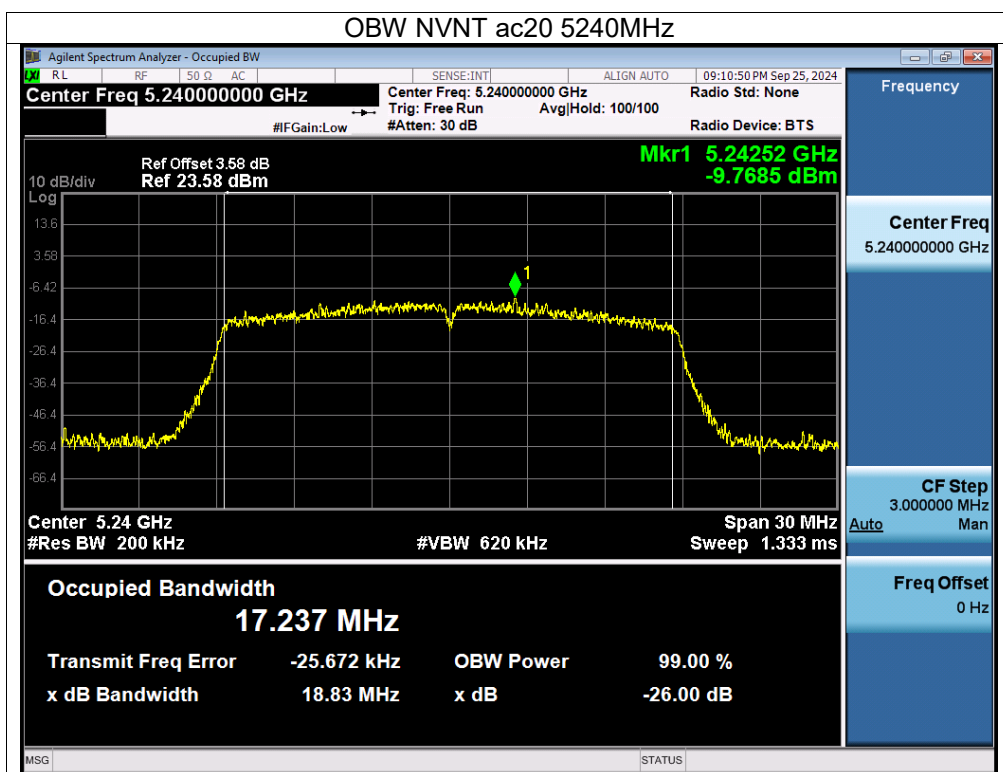 OBW NVNT ac20 5240MHz
Agilent Spectrum Analyzer - Occupied BW
LXI RL RF 50 Ω AC SENSE:INT ALIGN AUTO 09:10:50 PM Sep 25, 2024
Center Freq 5.240000000 GHz Center Freq: 5.240000000 GHz Radio Std: None
Trig: Free Run Avg|Hold: 100/100
#IFGain:Low #Atten: 30 dB Radio Device: BTS
Mkr1 5.24252 GHz
-9.7685 dBm
Ref Offset 3.58 dB
10 dB/div Ref 23.58 dBm
Log
13.6
3.58
-6.42
-16.4
-26.4
-36.4
-46.4
-56.4
-66.4
1
Center 5.24 GHz Span 30 MHz
#Res BW 200 kHz #VBW 620 kHz Sweep 1.333 ms
Occupied Bandwidth
17.237 MHz
Transmit Freq Error -25.672 kHz OBW Power 99.00 %
x dB Bandwidth 18.83 MHz x dB -26.00 dB
MSG STATUS
Frequency
Center Freq
5.240000000 GHz
CF Step
3.000000 MHz
Auto Man
Freq Offset
0 Hz